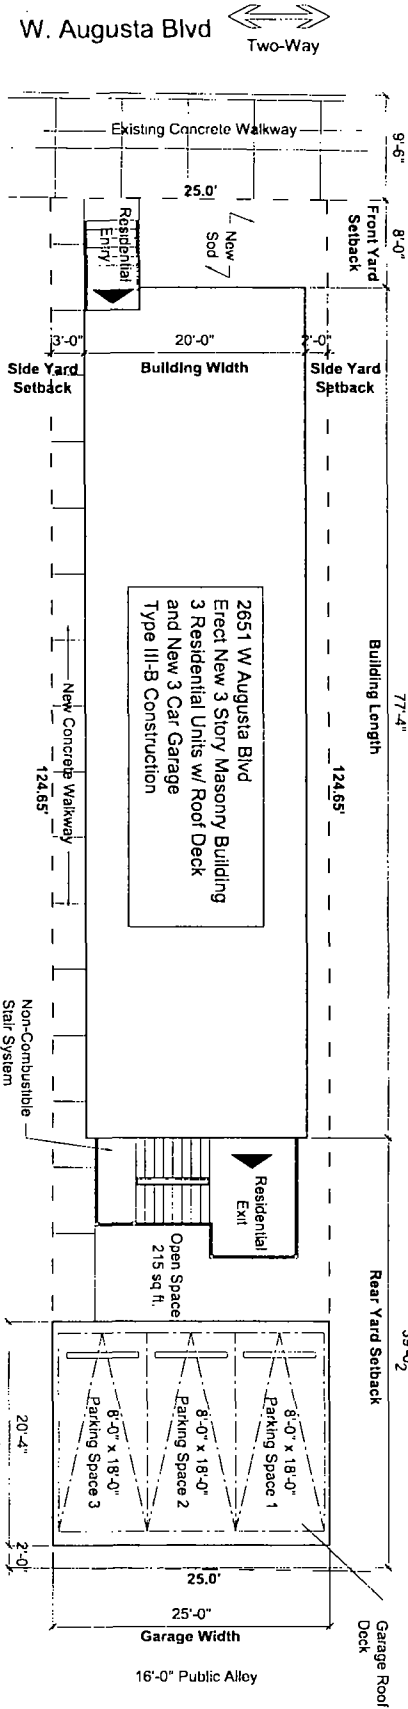 W. Augusta Blvd
Two-Way
Existing Concrete Walkway
9'-6"
25.0'
Front Yard
Setback
8'-0"
Residential
Entry
New
Sod
3'-0"
20'-0"
2'-0"
Side Yard
Setback
Building Width
Side Yard
Setback
2651 W Augusta Blvd
Erect New 3 Story Masonry Building
3 Residential Units w/ Roof Deck
and New 3 Car Garage
Type III-B Construction
Building Length
77'-4"
124.65'
New Concrete Walkway
124.65'
Non-Combustible
Stair System
Residential
Exit
Open Space
215 sq ft.
Rear Yard Setback
8'-0" x 18'-0"
Parking Space 1
8'-0" x 18'-0"
Parking Space 2
8'-0" x 18'-0"
Parking Space 3
20'-4"
2'-0"
25.0'
25'-0"
Garage Width
Garage Roof
Deck
16'-0" Public Alley